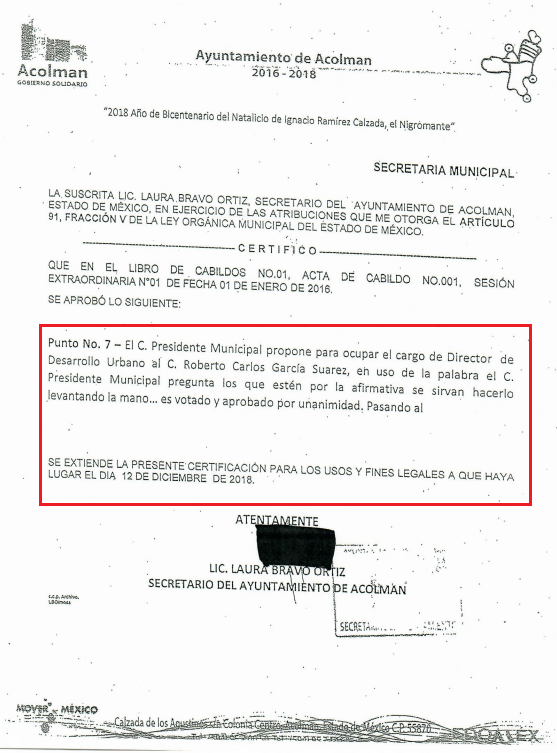 Acolman
GOBIERNO SOLIDARIO
Ayuntamiento de Acolman
2016 - 2018
"2018 Año de Bicentenario del Natalicio de Ignacio Ramírez Calzada, el Nigromante"
SECRETARIA MUNICIPAL
LA SUSCRITA LIC. LAURA BRAVO ORTIZ, SECRETARIO DEL AYUNTAMIENTO DE ACOLMAN,
ESTADO DE MÉXICO, EN EJERCICIO DE LAS ATRIBUCIONES QUE ME OTORGA EL ARTÍCULO
91, FRACCIÓN V DE LA LEY ORGÁNICA MUNICIPAL DEL ESTADO DE MÉXICO.
CERTIFICO
QUE EN EL LIBRO DE CABILDOS NO.01, ACTA DE CABILDO NO.001, SESIÓN
EXTRAORDINARIA N°01 DE FECHA 01 DE ENERO DE 2016.
SE APROBÓ LO SIGUIENTE:
Punto No. 7 – El C. Presidente Municipal propone para ocupar el cargo de Director de
Desarrollo Urbano al C. Roberto Carlos García Suarez, eh uso de la palabra el C.
Presidente Municipal pregunta los que estén por la afirmativa se sirvan hacerlo
levantando la mano... es votado y aprobado por unanimidad. Pasando al
SE EXTIENDE LA PRESENTE CERTIFICACIÓN PARA LOS USOS Y FINES LEGALES A QUE HAYA
LUGAR EL DIA 12 DE DICIEMBRE DE 2018.
ATENTAMENTE
LIC. LAURA BRAVO ORTIZ
SECRETARIO DEL AYUNTAMIENTO DE ACOLMAN
c.c.p. Archivo.
SECRETAR
MOVER MÉXICO
Calzada de los Agustinos s/n Colonia Centro, Acolman, Estado de México C.P. 55870